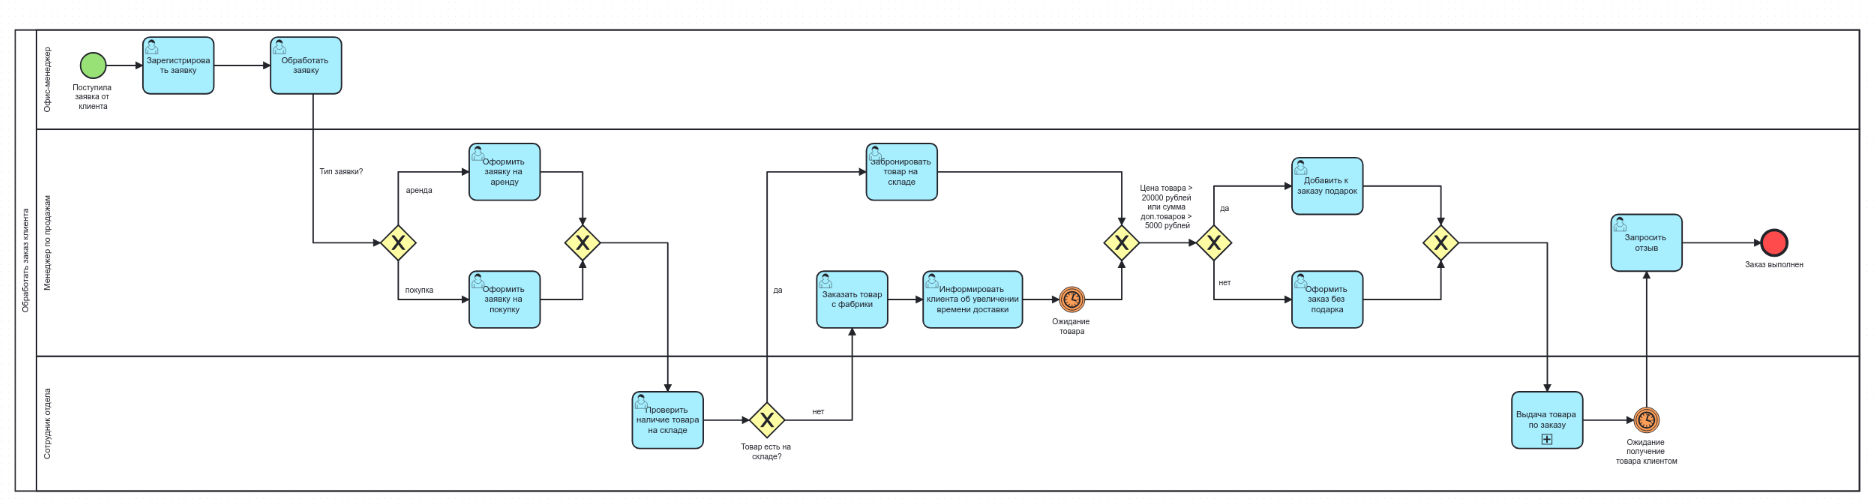 Обработать заказ клиента
Офис-менеджер
Поступила
заявка от
клиента
Зарегистрирова
ть заявку
Обработать
заявку
Менеджер по продажам
Тип заявки?
аренда
покупка
Оформить
заявку на
аренду
Оформить
заявку на
покупку
да
Забронировать
товар на
складе
Заказать товар
с фабрики
Информировать
клиента об увеличении
времени доставки
Ожидание
товара
Цена товара >
20000 рублей
или сумма
доп.товаров >
5000 рублей
да
нет
Добавить к
заказу подарок
Оформить
заказ без
подарка
Запросить
отзыв
Заказ выполнен
Сотрудник отдела
Проверить
наличие товара
на складе
Товар есть на
складе?
нет
Выдача товара
по заказу
Ожидание
получение
товара клиентом